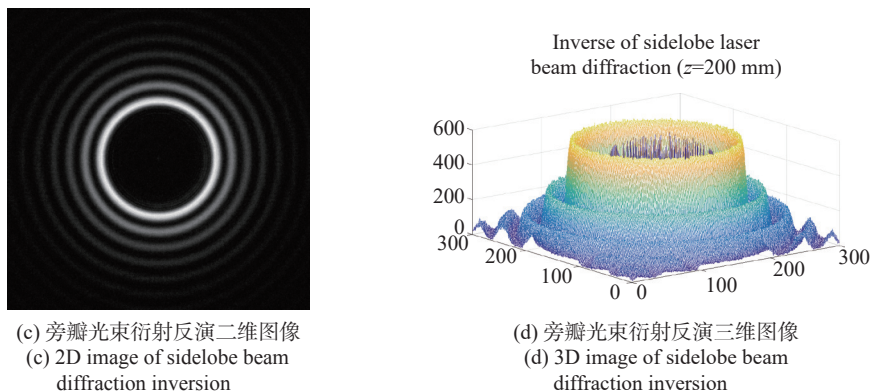 Inverse of sidelobe laser
beam diffraction (z=200 mm)
600
400
200
0
300
200
100
0
0
100
200
300
(c) 旁瓣光束衍射反演二维图像
(c) 2D image of sidelobe beam
diffraction inversion
(d) 旁瓣光束衍射反演三维图像
(d) 3D image of sidelobe beam
diffraction inversion